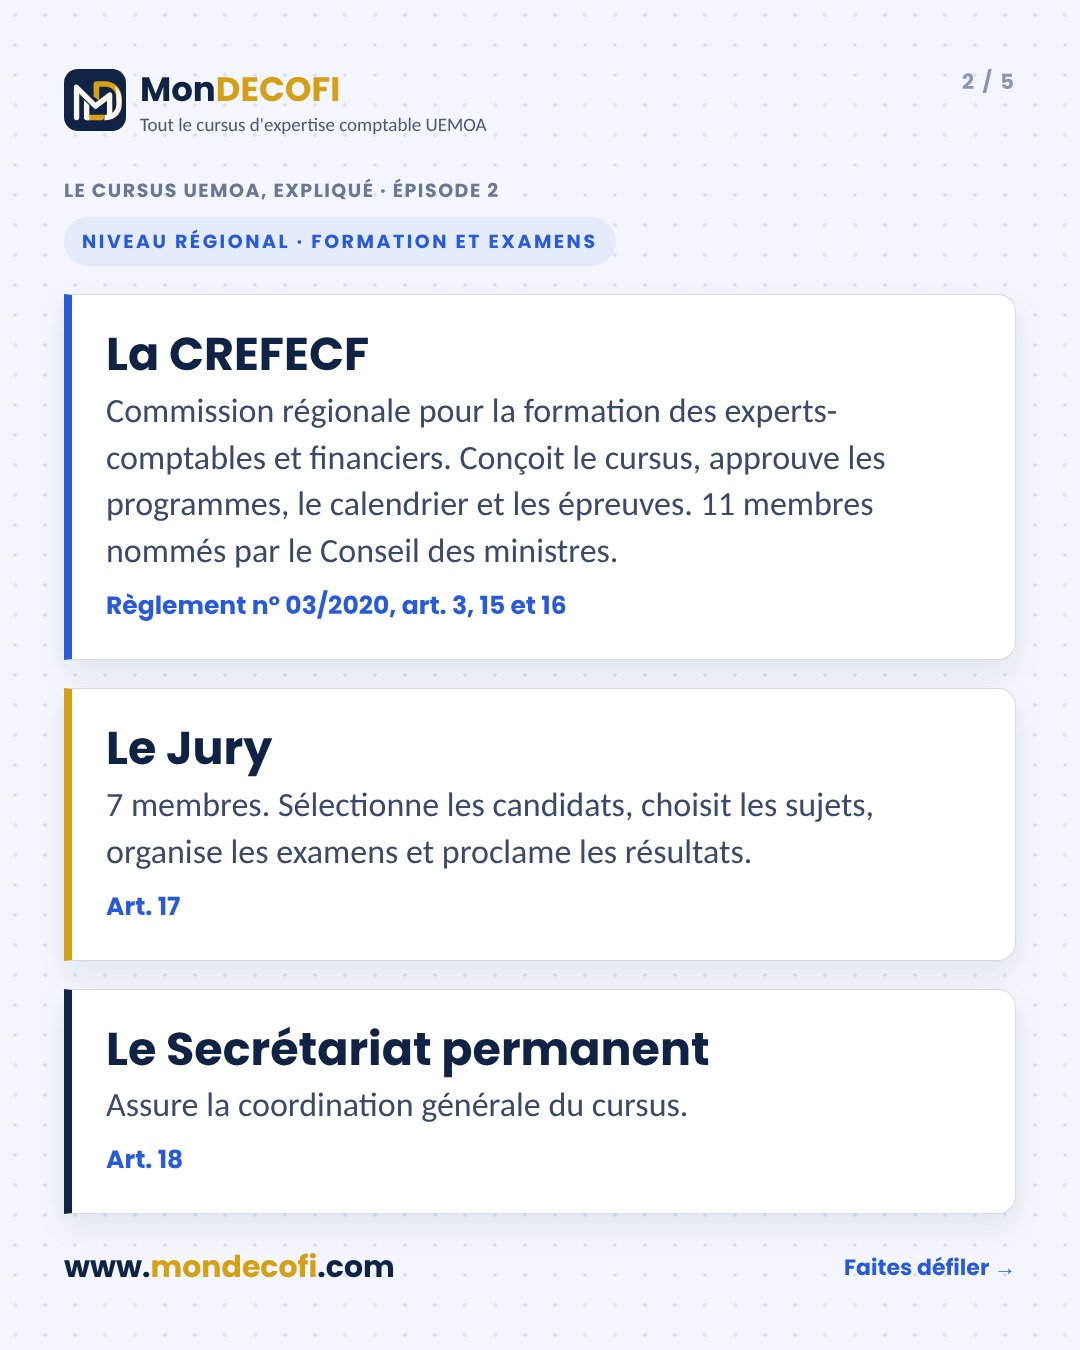 MonDECOFI
Tout le cursus d'expertise comptable UEMOA
2 / 5
LE CURSUS UEMOA, EXPLIQUÉ · ÉPISODE 2
NIVEAU RÉGIONAL · FORMATION ET EXAMENS
La CREFECF
Commission régionale pour la formation des experts-
comptables et financiers. Conçoit le cursus, approuve les
programmes, le calendrier et les épreuves. 11 membres
nommés par le Conseil des ministres.
Règlement n° 03/2020, art. 3, 15 et 16
Le Jury
7 membres. Sélectionne les candidats, choisit les sujets,
organise les examens et proclame les résultats.
Art. 17
Le Secrétariat permanent
Assure la coordination générale du cursus.
Art. 18
www.mondecofi.com
Faites défiler →